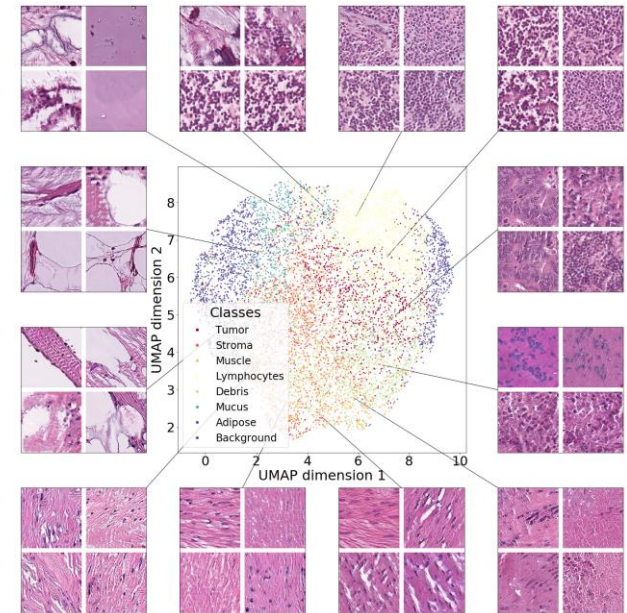 8
7
6
5
4
3
2
UMAP dimension 2
Classes
Tumor
Stroma
Muscle
Lymphocytes
Debris
Mucus
Adipose
Background
0 2 4 6 8 10
UMAP dimension 1